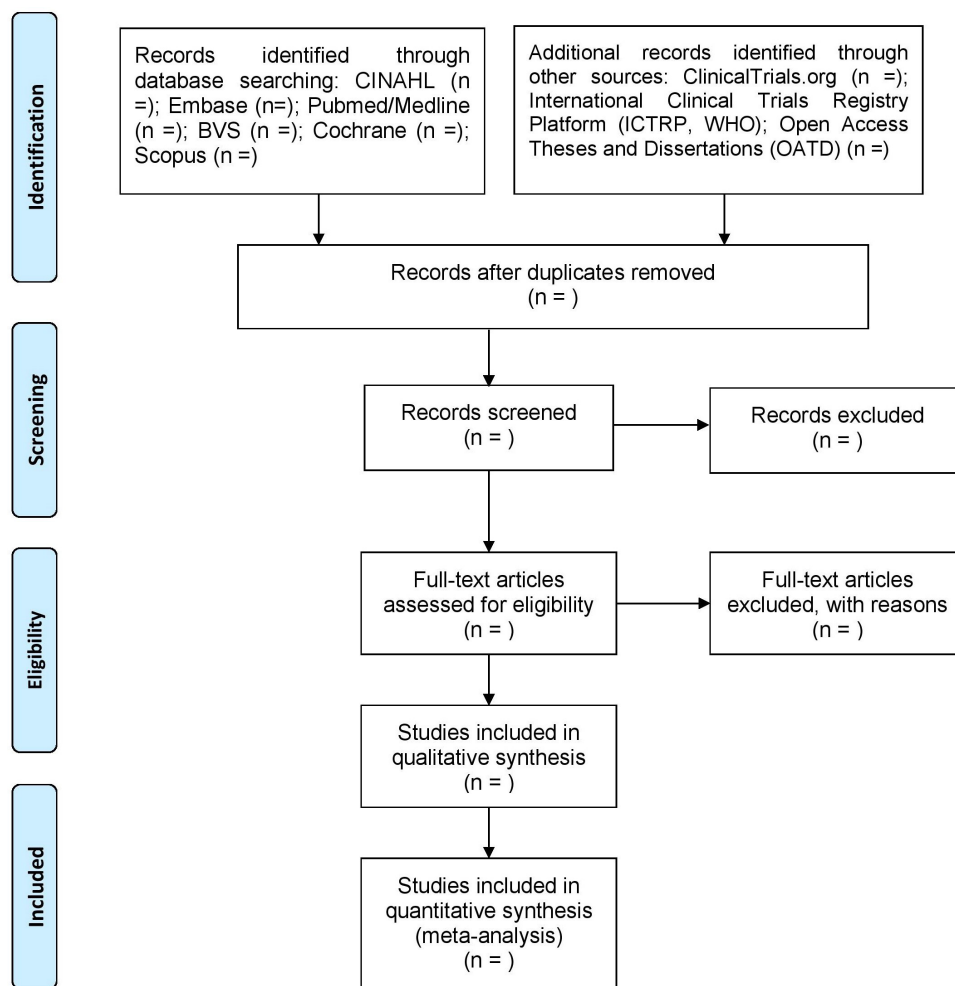 Identification
Records identified through
database searching: CINAHL (n
=); Embase (n=); Pubmed/Medline
(n =); BVS (n =); Cochrane (n =);
Scopus (n =)
Additional records identified through
other sources: ClinicalTrials.org (n =);
International Clinical Trials Registry
Platform (ICTRP, WHO); Open Access
Theses and Dissertations (OATD) (n =)
Records after duplicates removed
(n = )
Screening
Records screened
(n = )
Records excluded
(n = )
Eligibility
Full-text articles
assessed for eligibility
(n = )
Full-text articles
excluded, with reasons
(n = )
Studies included in
qualitative synthesis
(n = )
Included
Studies included in
quantitative synthesis
(meta-analysis)
(n = )